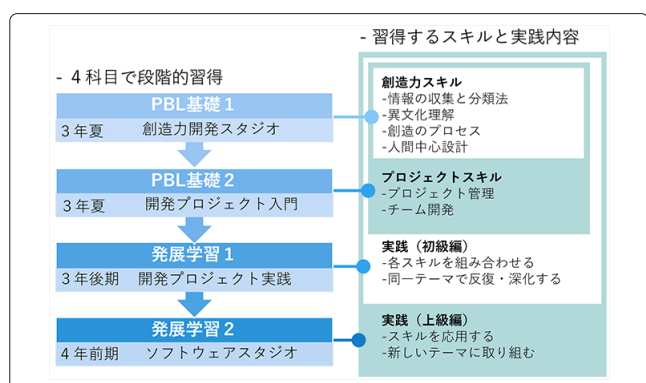 - 4科目で段階的習得
PBL基礎1
3年夏 創造力開発スタジオ
PBL基礎2
3年夏 開発プロジェクト入門
発展学習1
3年後期 開発プロジェクト実践
発展学習2
4年前期 ソフトウェアスタジオ
- 習得するスキルと実践内容
創造力スキル
-情報の収集と分類法
-異文化理解
-創造のプロセス
-人間中心設計
プロジェクトスキル
-プロジェクト管理
-チーム開発
実践（初級編）
-各スキルを組み合わせる
-同一テーマで反復・深化する
実践（上級編）
-スキルを応用する
-新しいテーマに取り組む